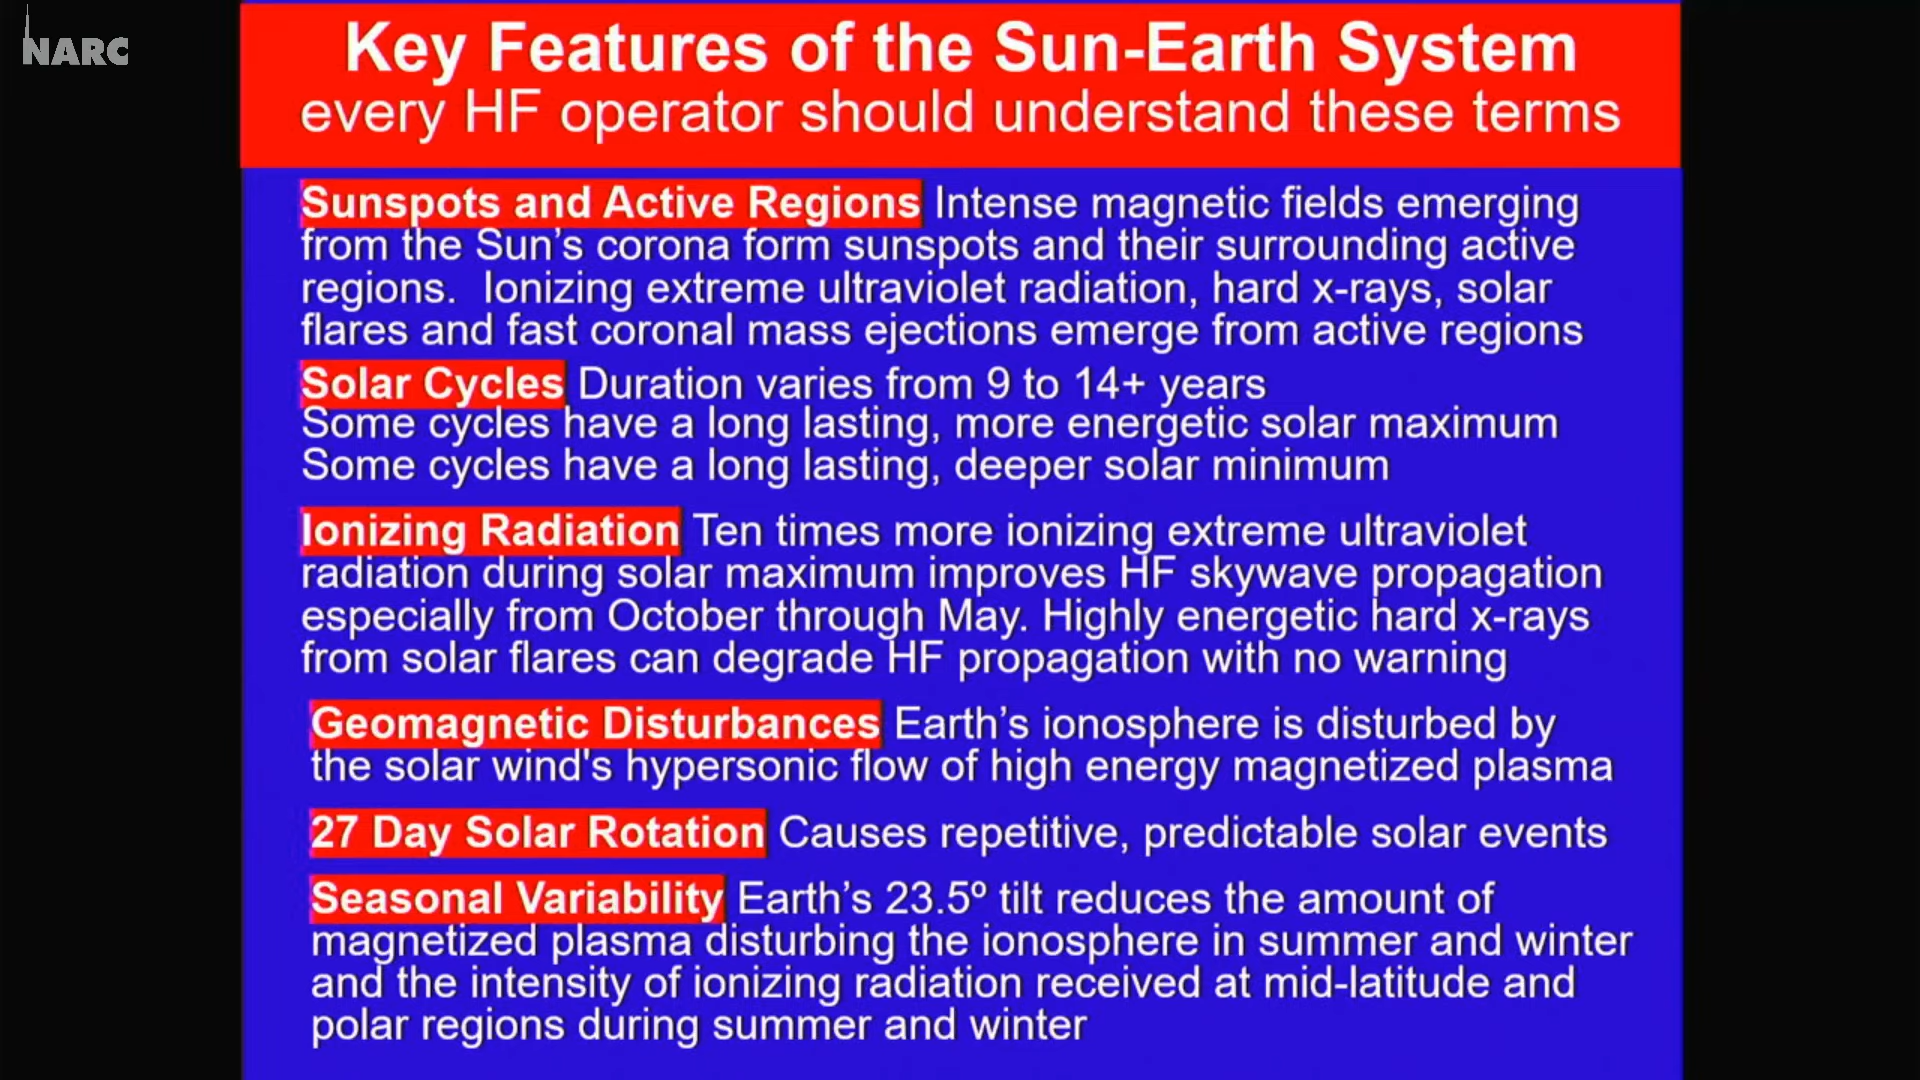 NARC
Key Features of the Sun-Earth System
every HF operator should understand these terms
Sunspots and Active Regions Intense magnetic fields emerging
from the Sun’s corona form sunspots and their surrounding active
regions.  Ionizing extreme ultraviolet radiation, hard x-rays, solar
flares and fast coronal mass ejections emerge from active regions
Solar Cycles Duration varies from 9 to 14+ years
Some cycles have a long lasting, more energetic solar maximum
Some cycles have a long lasting, deeper solar minimum
Ionizing Radiation Ten times more ionizing extreme ultraviolet
radiation during solar maximum improves HF skywave propagation
especially from October through May. Highly energetic hard x-rays
from solar flares can degrade HF propagation with no warning
Geomagnetic Disturbances Earth’s ionosphere is disturbed by
the solar wind's hypersonic flow of high energy magnetized plasma
27 Day Solar Rotation Causes repetitive, predictable solar events
Seasonal Variability Earth’s 23.5º tilt reduces the amount of
magnetized plasma disturbing the ionosphere in summer and winter
and the intensity of ionizing radiation received at mid-latitude and
polar regions during summer and winter